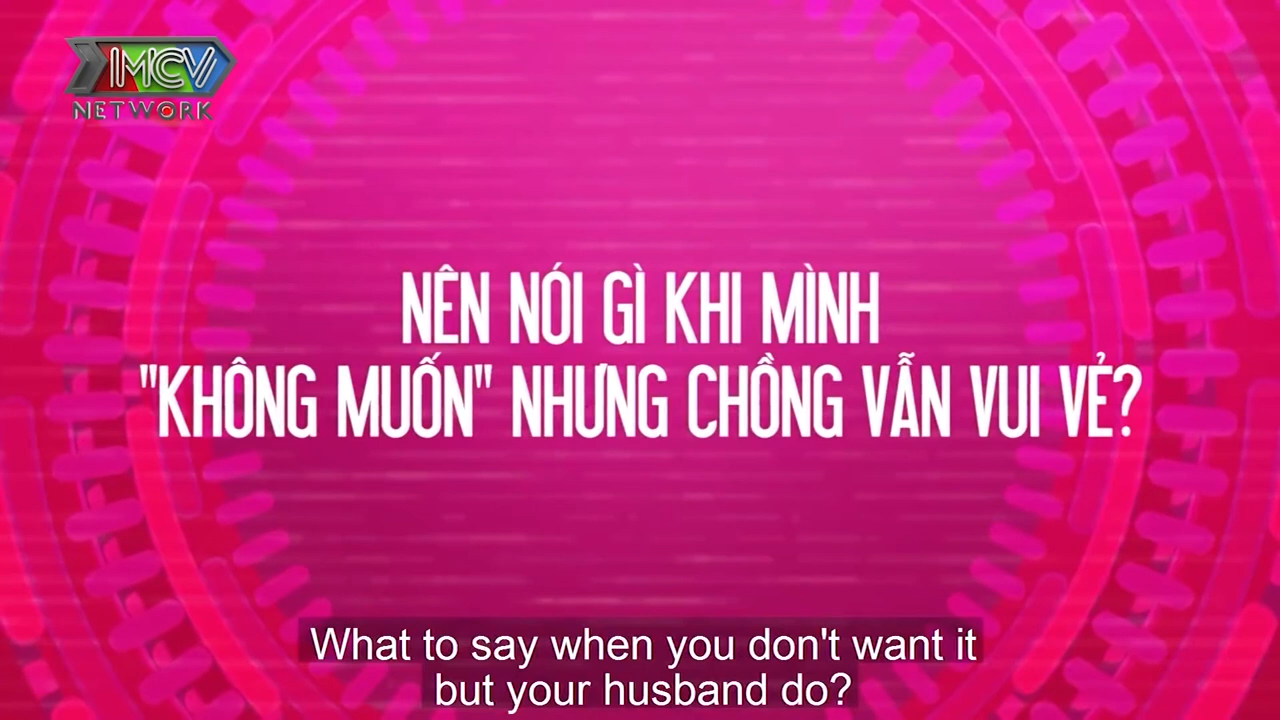 MCV
NETWORK
NÊN NÓI GÌ KHI MÌNH
"KHÔNG MUỐN" NHƯNG CHỒNG VẪN VUI VẺ?
What to say when you don't want it
but your husband do?